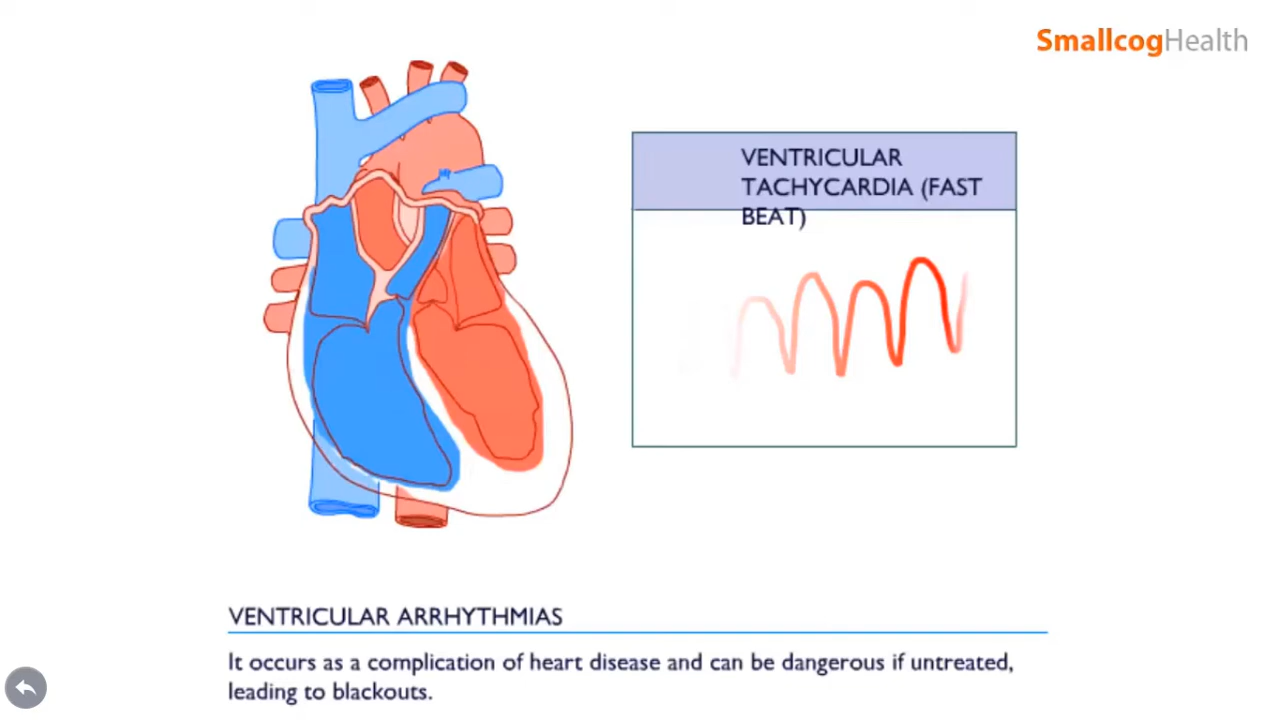 SmallcogHealth
VENTRICULAR
TACHYCARDIA (FAST
BEAT)
VENTRICULAR ARRHYTHMIAS
It occurs as a complication of heart disease and can be dangerous if untreated,
leading to blackouts.